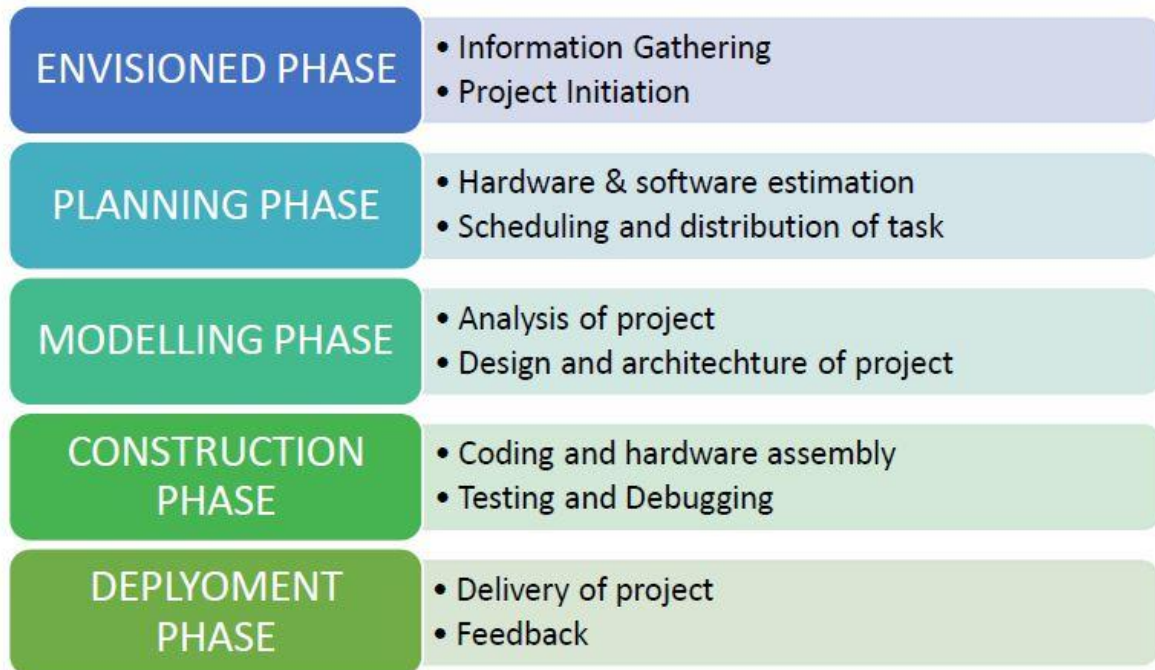 ENVISIONED PHASE
• Information Gathering
• Project Initiation
PLANNING PHASE
• Hardware & software estimation
• Scheduling and distribution of task
MODELLING PHASE
• Analysis of project
• Design and architechture of project
CONSTRUCTION
PHASE
• Coding and hardware assembly
• Testing and Debugging
DEPLYOMENT
PHASE
• Delivery of project
• Feedback